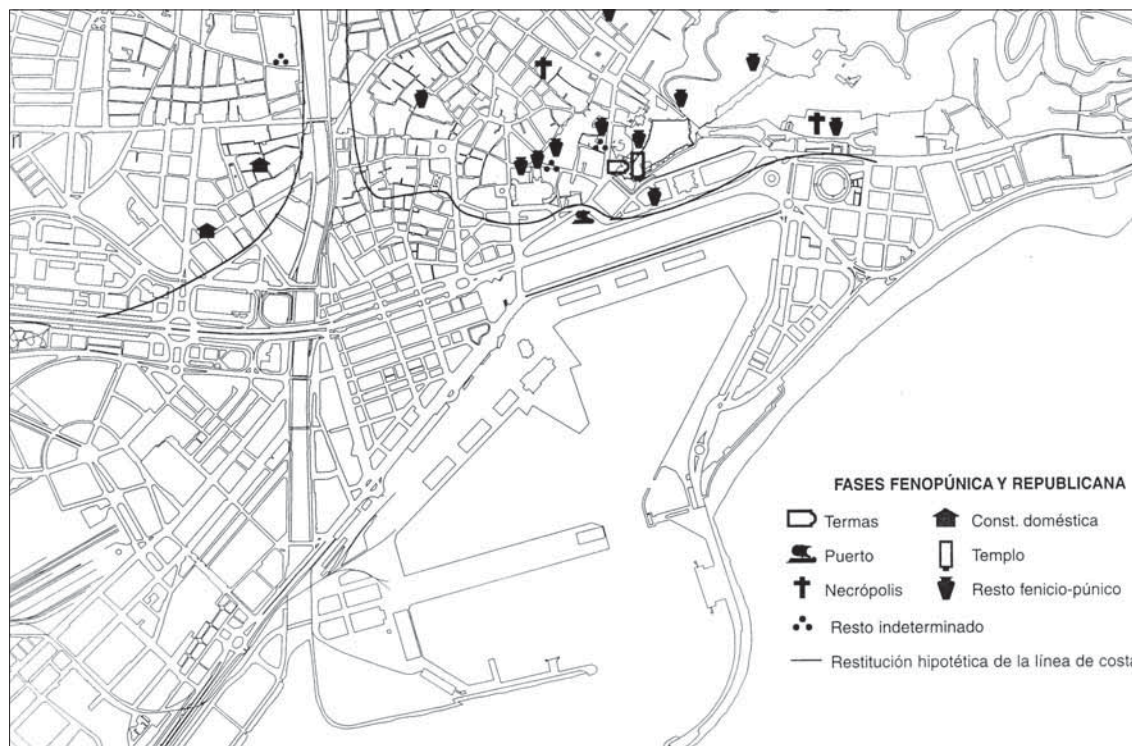 FASES FENOPÚNICA Y REPUBLICANA
Termas
Const. doméstica
Puerto
Templo
Necrópolis
Resto fenicio-púnico
Resto indeterminado
Restitución hipotética de la línea de costa